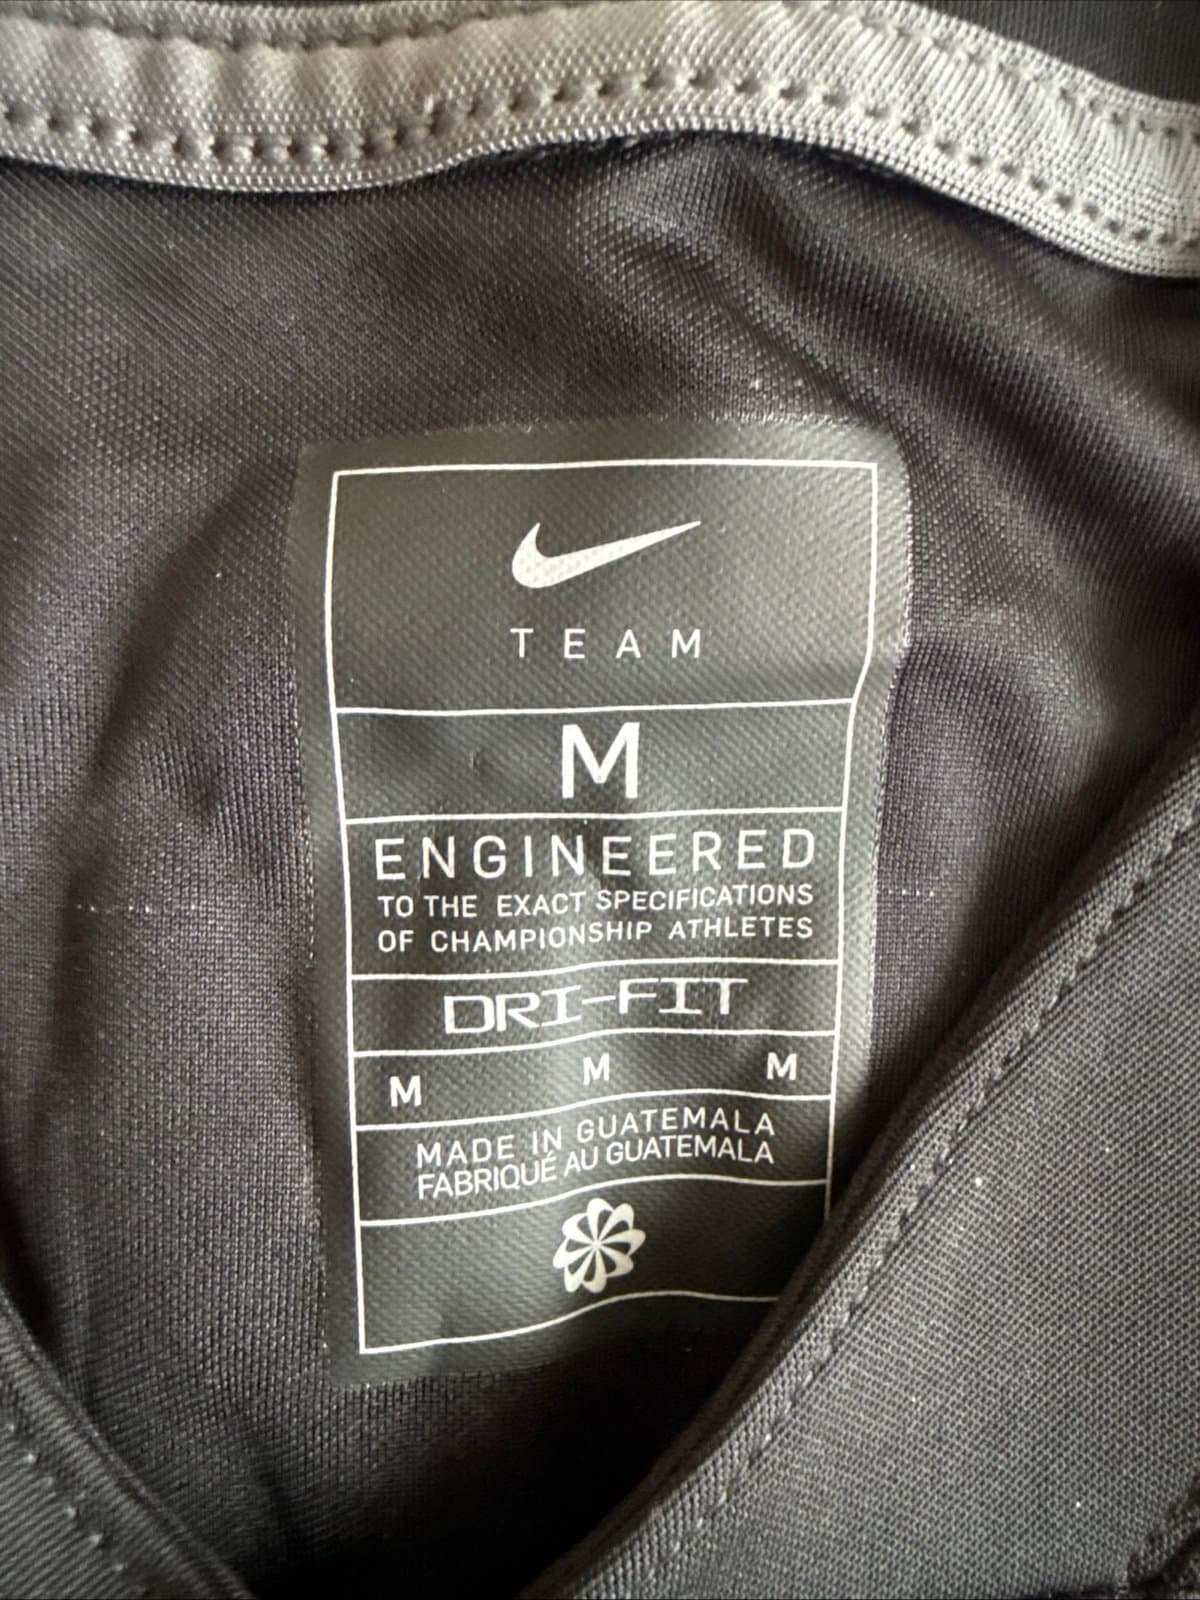 TEAM
M
ENGINEERED
TO THE EXACT SPECIFICATIONS
OF CHAMPIONSHIP ATHLETES
DRI-FIT
M M M
MADE IN GUATEMALA
FABRIQUÉ AU GUATEMALA